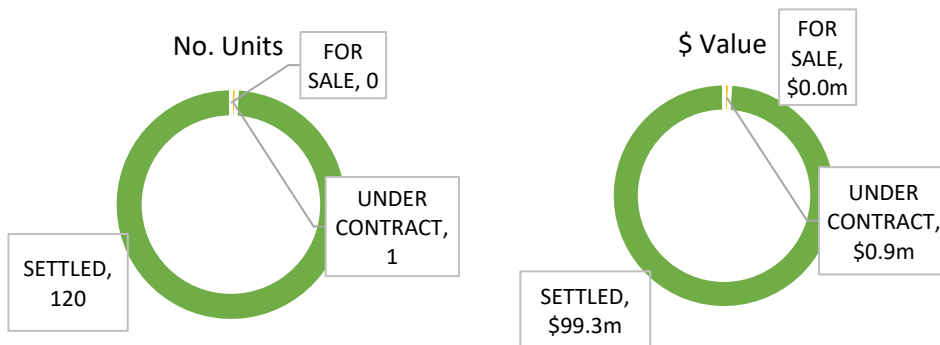 No. Units
FOR
SALE, 0
UNDER
CONTRACT,
1
SETTLED,
120
$ Value
FOR
SALE,
$0.0m
UNDER
CONTRACT,
$0.9m
SETTLED,
$99.3m